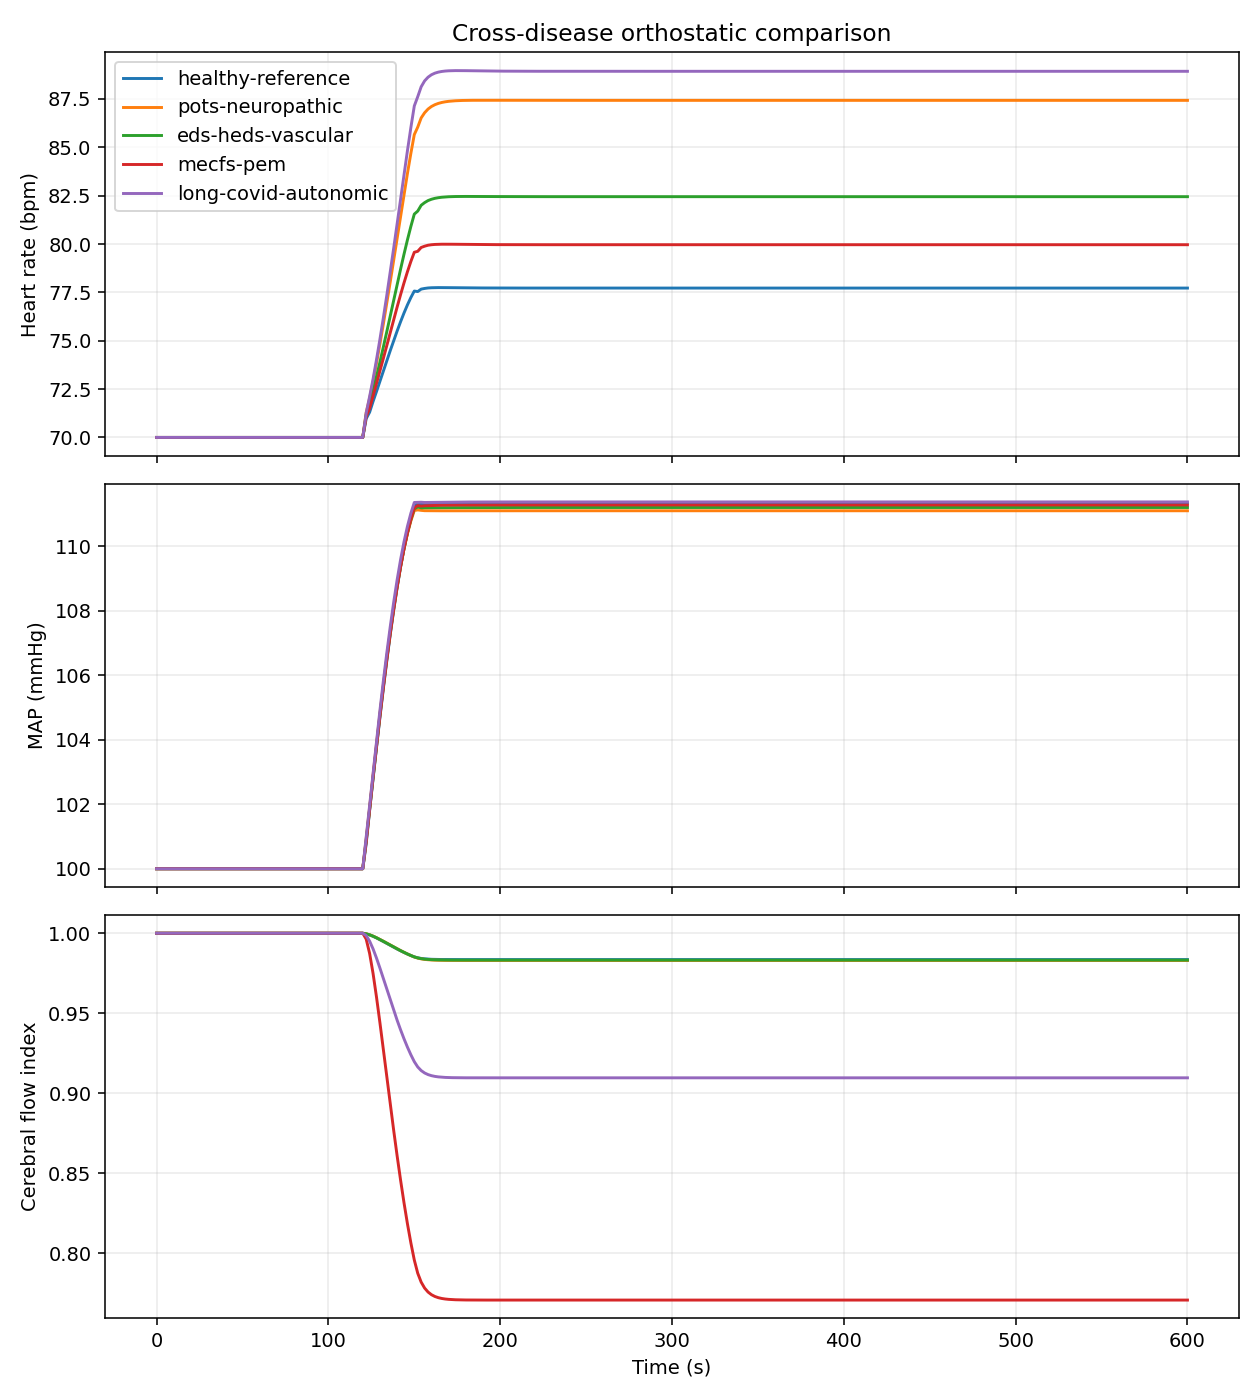 Cross-disease orthostatic comparison
healthy-reference
pots-neuropathic
eds-heds-vascular
mecfs-pem
long-covid-autonomic
Heart rate (bpm)
87.5
85.0
82.5
80.0
77.5
75.0
72.5
70.0
MAP (mmHg)
110
108
106
104
102
100
Cerebral flow index
1.00
0.95
0.90
0.85
0.80
0
100
200
300
400
500
600
Time (s)